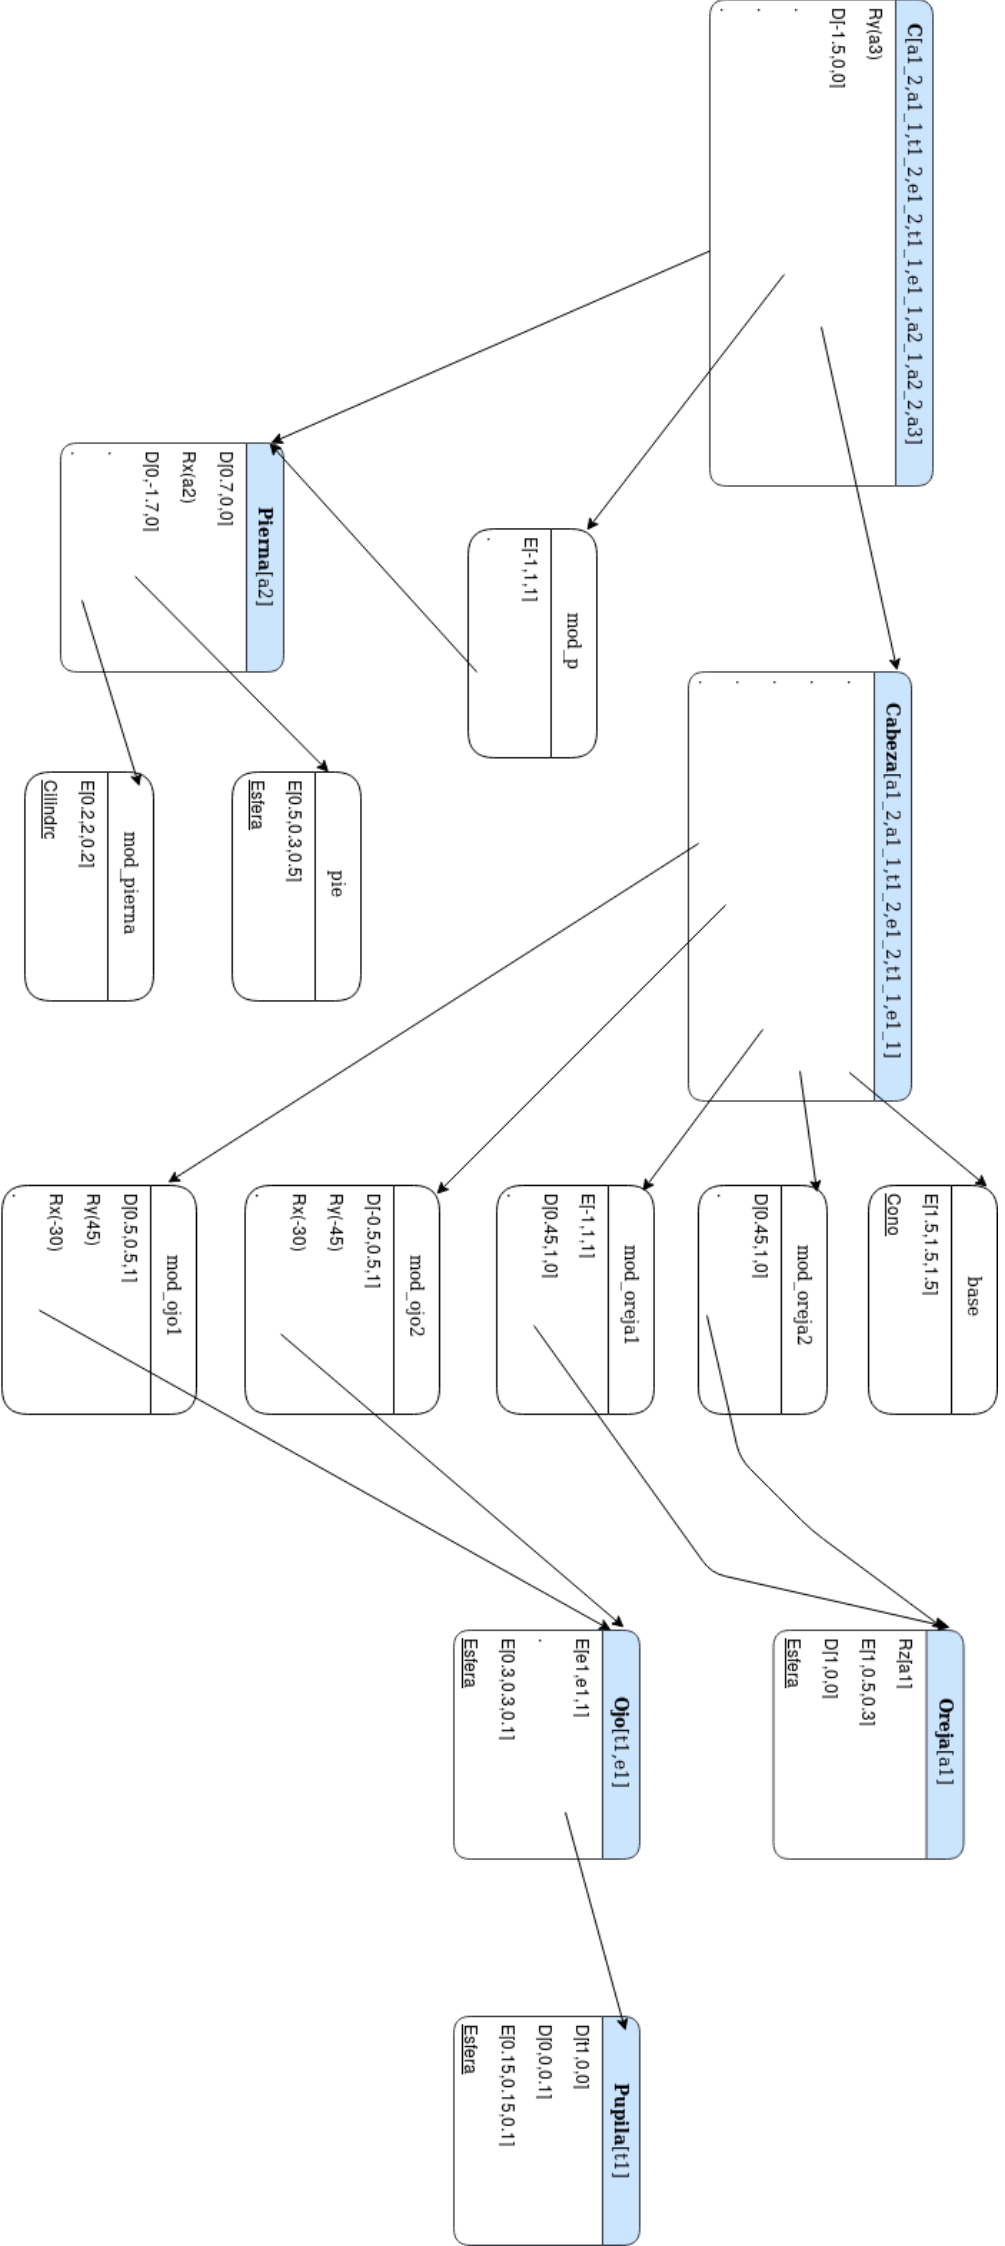 C[a1_2,a1_1,t1_2,e1_2,t1_1,e1_1,a2_1,a2_2,a3]
Ry(a3)
D[-1.5,0,0]
.
.
.
Cabeza[a1_2,a1_1,t1_2,e1_2,t1_1,e1_1]
.
.
.
.
.
mod_p
E[-1,1,1]
.
Pierna[a2]
D[0.7,0,0]
Rx(a2)
D[0,-1.7,0]
.
.
pie
E[0.5,0.3,0.5]
Esfera
mod_pierna
E[0.2,2,0.2]
Cilindrc
base
E[1.5,1.5,1.5]
Cono
mod_oreja2
D[0.45,1,0]
.
mod_oreja1
E[-1,1,1]
D[0.45,1,0]
.
mod_ojo2
D[-0.5,0.5,1]
Ry(-45)
Rx(-30)
.
mod_ojo1
D[0.5,0.5,1]
Ry(45)
Rx(-30)
.
Oreja[a1]
Rz[a1]
E[1,0.5,0.3]
D[1,0,0]
Esfera
Ojo[t1,e1]
E[e1,e1,1]
.
E[0.3,0.3,0.1]
Esfera
Pupila[t1]
D[t1,0,0]
D[0,0,0.1]
E[0.15,0.15,0.1]
Esfera